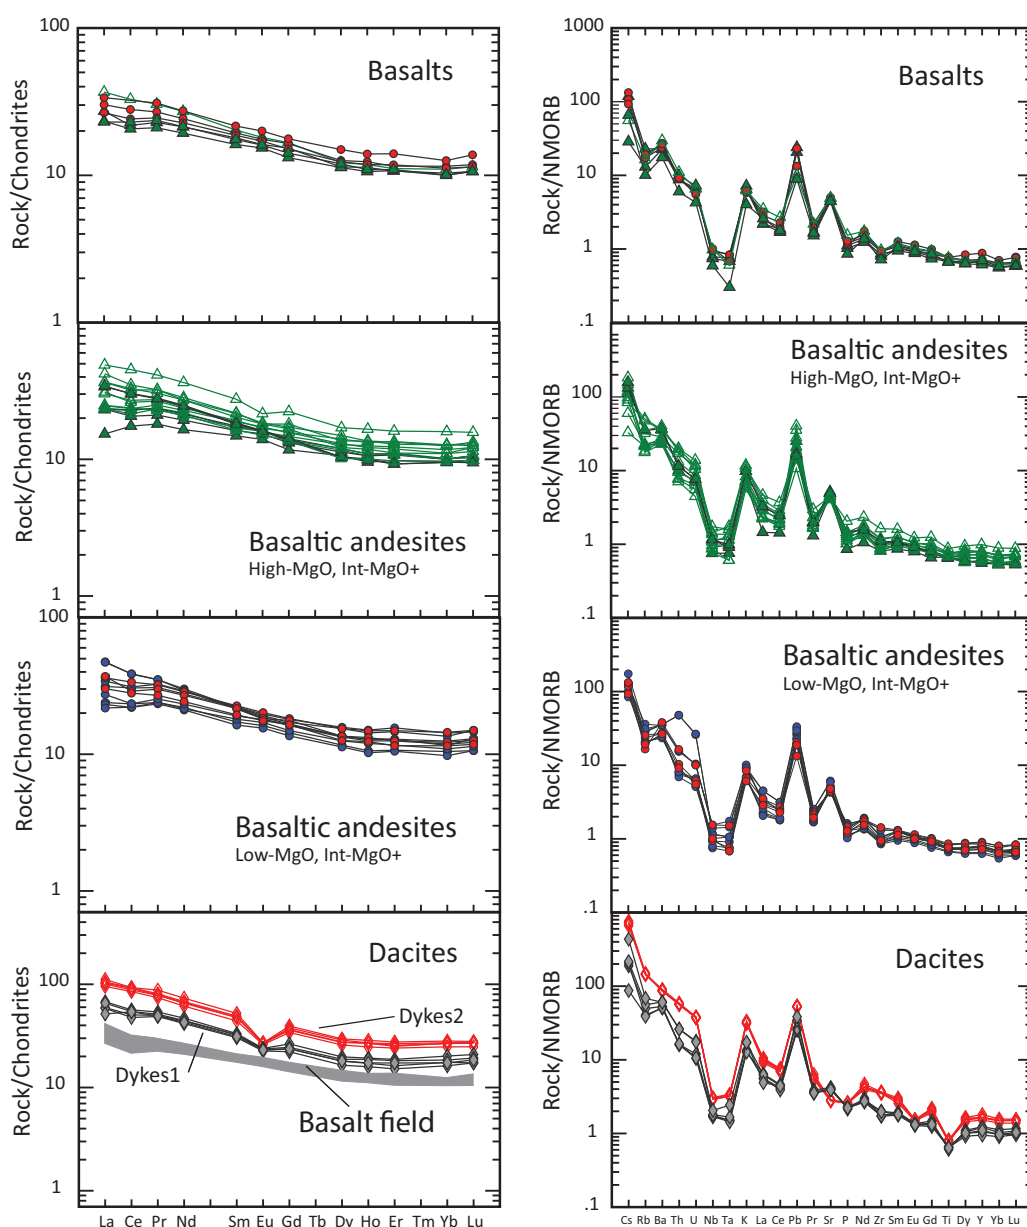 100
10
1
Rock/Chondrites
Basalts
1000
100
10
1
.1
Rock/NMORB
Basalts
10
1
Rock/Chondrites
Basaltic andesites
High-MgO, Int-MgO+
100
10
1
.1
Rock/NMORB
Basaltic andesites
High-MgO, Int-MgO+
100
10
1
Rock/Chondrites
Basaltic andesites
Low-MgO, Int-MgO+
100
10
1
.1
Rock/NMORB
Basaltic andesites
Low-MgO, Int-MgO+
100
10
1
Rock/Chondrites
Dacites
Dykes2
Dykes1
Basalt field
La Ce Pr Nd Sm Eu Gd Tb Dy Ho Er Tm Yb Lu
100
10
1
.1
Rock/NMORB
Dacites
Cs Rb Ba Th U Nb Ta K La Ce Pb Pr Sr P Nd Zr Sm Eu Gd Ti Dy Y Yb Lu